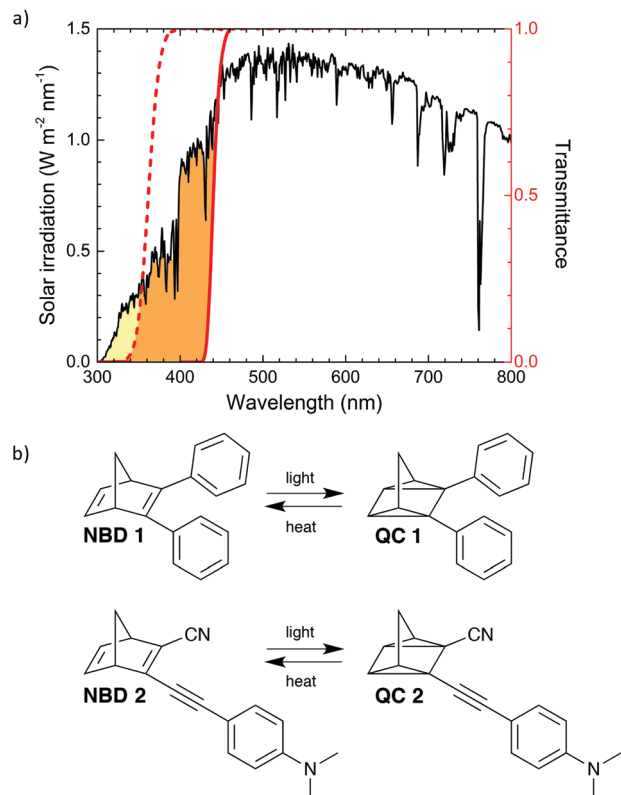 a)
Solar irradiation (W m⁻² nm⁻¹)
1.5
1.0
0.5
0.0
1.0
0.5
0.0
Transmittance
300 400 500 600 700 800
Wavelength (nm)
b)
light
heat
NBD 1
QC 1
CN
light
CN
heat
NBD 2
QC 2
N
N